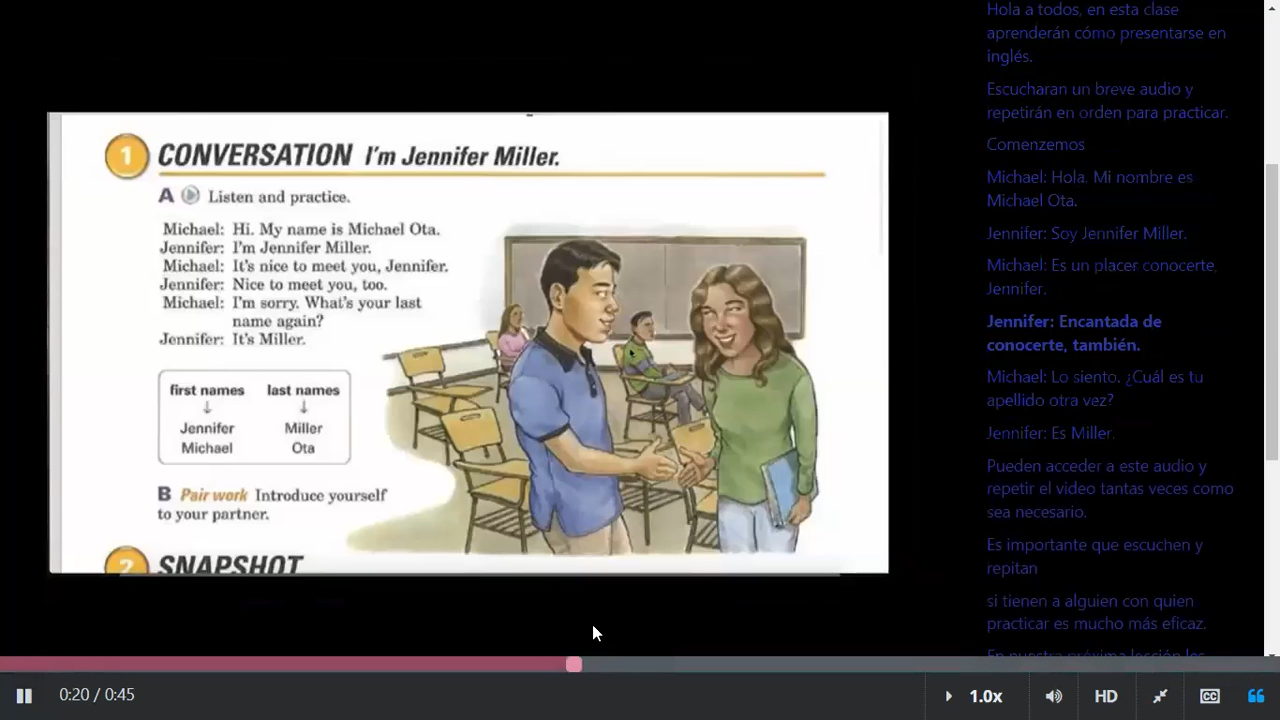 1 CONVERSATION I'm Jennifer Miller.
A Listen and practice.
Michael: Hi. My name is Michael Ota.
Jennifer: I'm Jennifer Miller.
Michael: It's nice to meet you, Jennifer.
Jennifer: Nice to meet you, too.
Michael: I'm sorry. What's your last
name again?
Jennifer: It's Miller.
first names last names
Jennifer Miller
Michael Ota
B Pair work Introduce yourself
to your partner.
2 SNAPSHOT
Hola a todos, en esta clase
aprenderán cómo presentarse en
inglés.
Escucharan un breve audio y
repetirán en orden para practicar.
Comenzemos
Michael: Hola. Mi nombre es
Michael Ota.
Jennifer: Soy Jennifer Miller.
Michael: Es un placer conocerte,
Jennifer.
Jennifer: Encantada de
conocerte, también.
Michael: Lo siento. ¿Cuál es tu
apellido otra vez?
Jennifer: Es Miller.
Pueden acceder a este audio y
repetir el video tantas veces como
sea necesario.
Es importante que escuchen y
repitan
si tienen a alguien con quien
practicar es mucho más eficaz.
En nuestra próxima lección les
0:20 / 0:45
1.0x
HD
CC